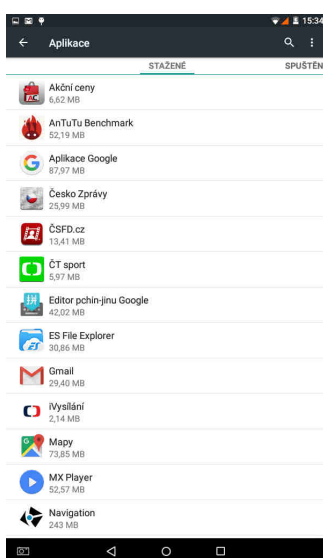 15:34
Aplikace
STAŽENÉ
SPUŠTĚN
Akční ceny
6,62 MB
AnTuTu Benchmark
52,19 MB
Aplikace Google
87,97 MB
Česko Zprávy
25,99 MB
ČSFD.cz
13,41 MB
ČT sport
5,97 MB
Editor pchin-jinu Google
42,02 MB
ES File Explorer
30,86 MB
Gmail
29,40 MB
iVysílání
2,14 MB
Mapy
73,85 MB
MX Player
52,57 MB
Navigation
243 MB